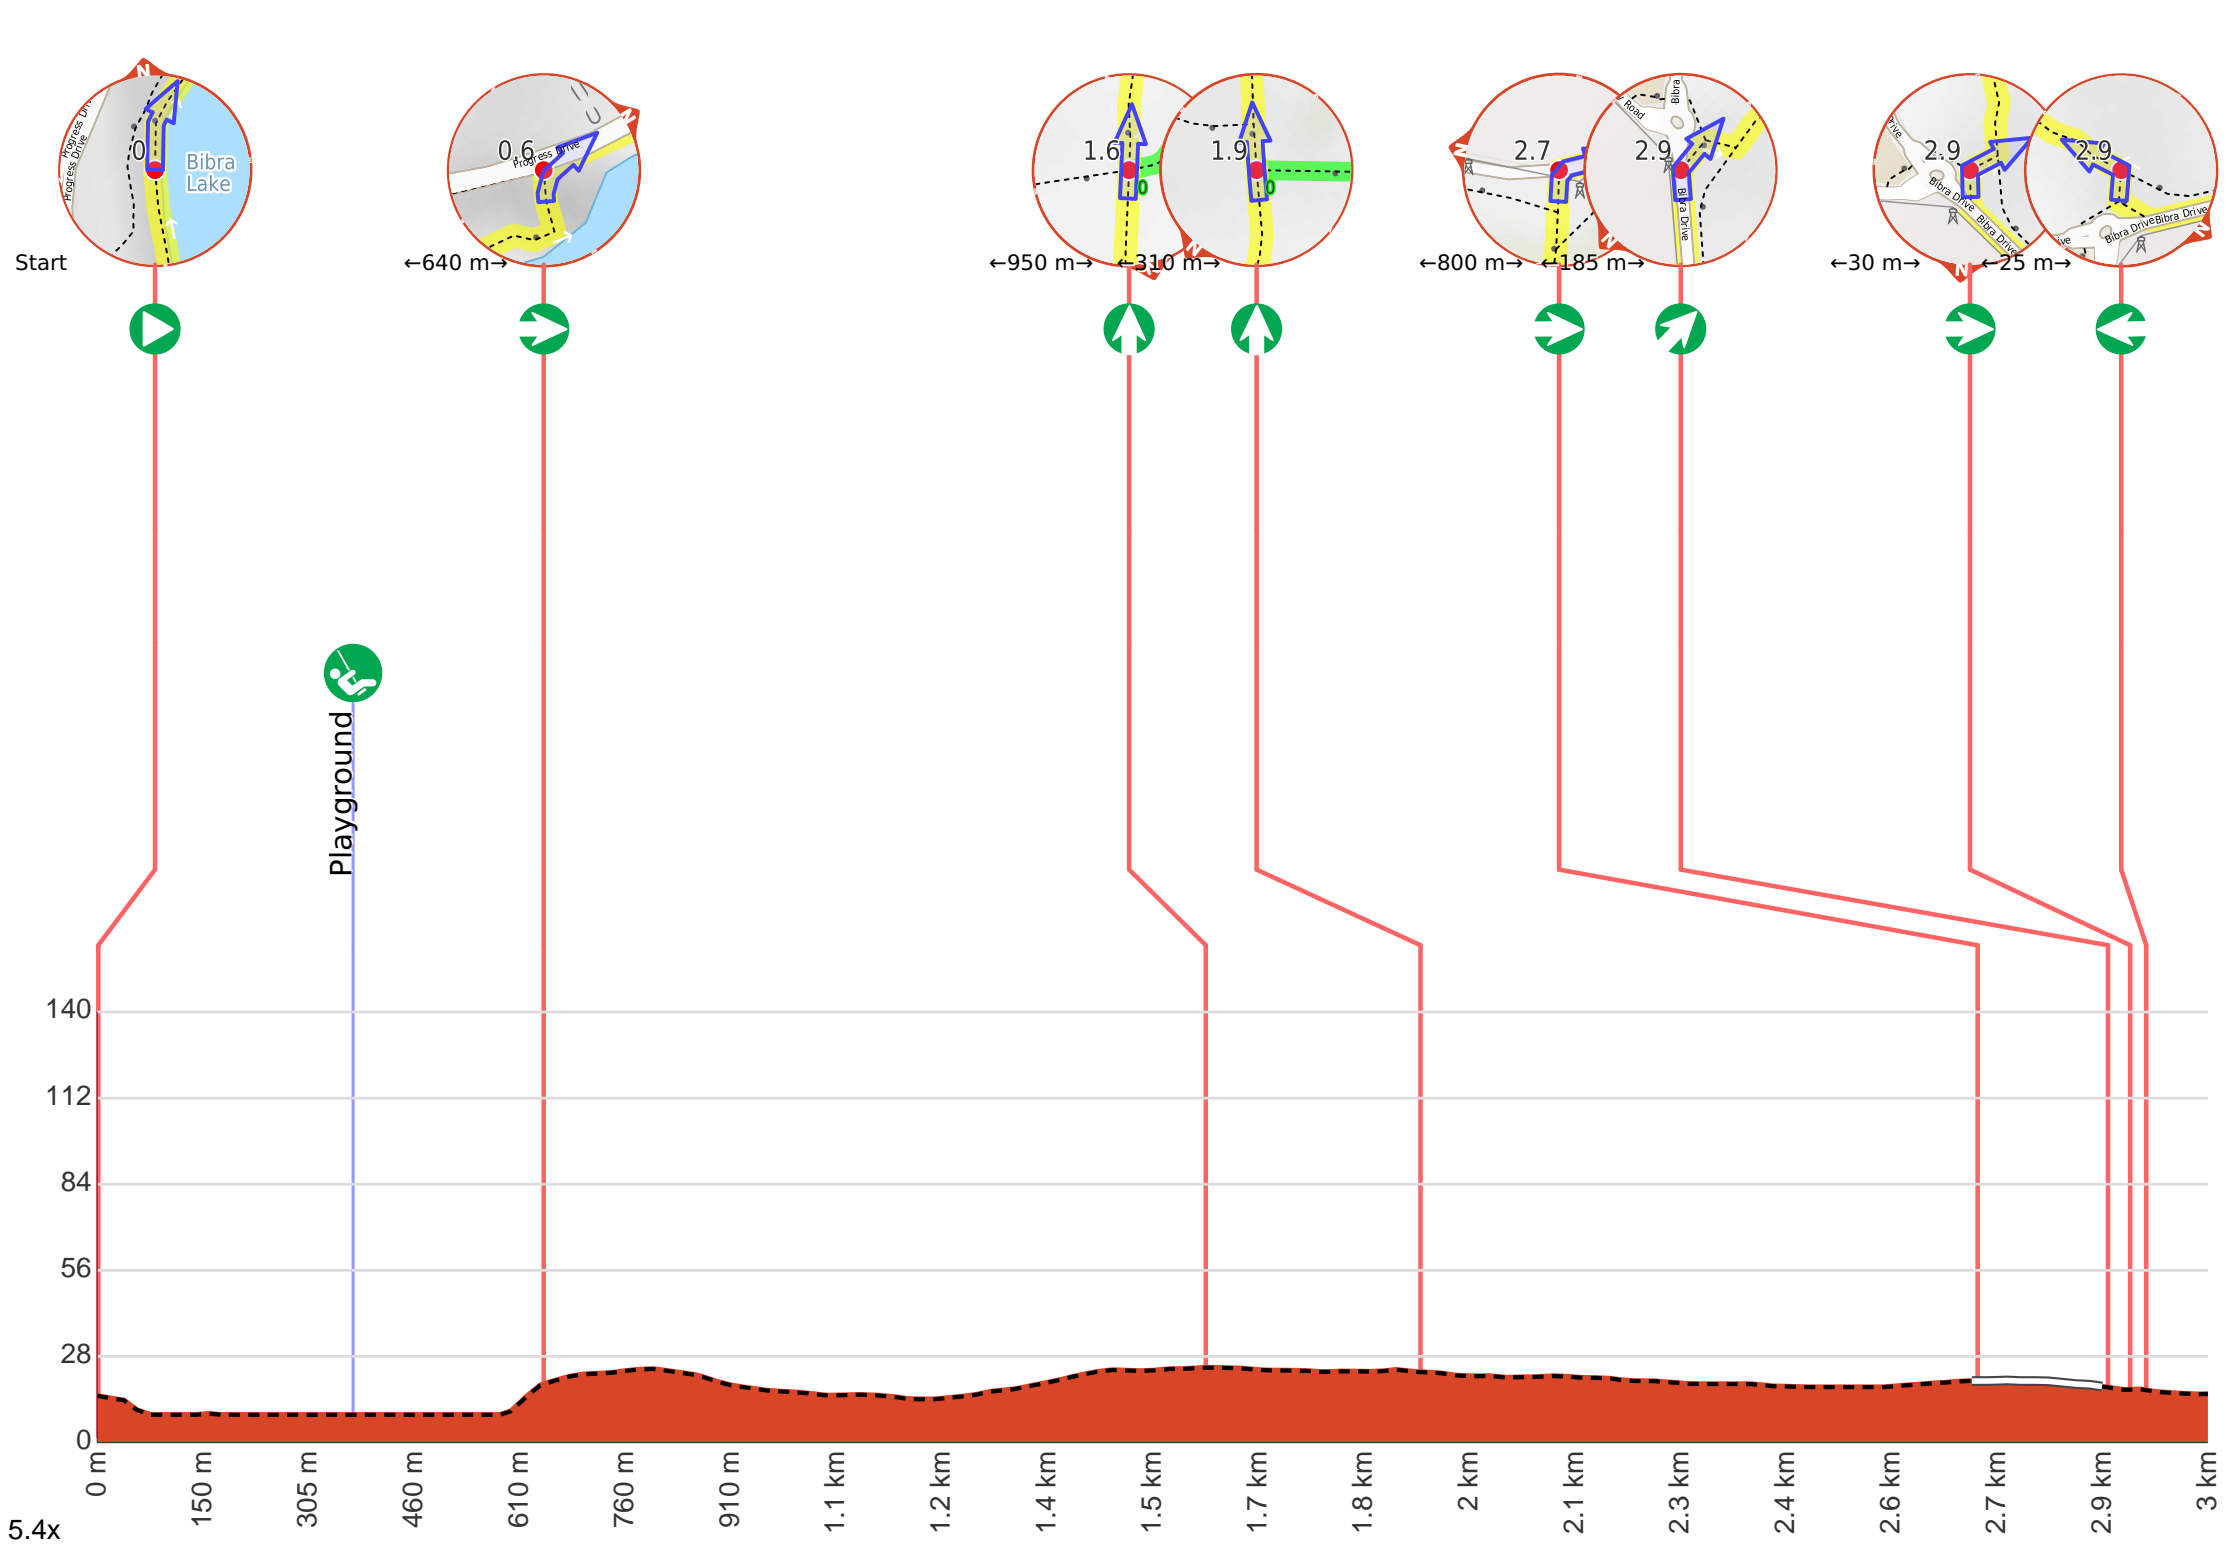 N
Progress Drive
Progress Drive
0
Bibra
Lake
Start
N
0.6
Progress Drive
←640 m→
1.6
0
N
←950 m→
1.9
0
N
←310 m→
N
2.7
←800 m→
Road
Bibra
2.9
Bibra Drive
N
←185 m→
rive
2.9
Bibra Drive
Bibra Drive
N
←30 m→
2.9
ive
Bibra Drive
Bibra Drive
N
←25 m→
Playground
140
112
84
56
28
0
0 m
150 m
305 m
460 m
610 m
760 m
910 m
1.1 km
1.2 km
1.4 km
1.5 km
1.7 km
1.8 km
2 km
2.1 km
2.3 km
2.4 km
2.6 km
2.7 km
2.9 km
3 km
5.4x